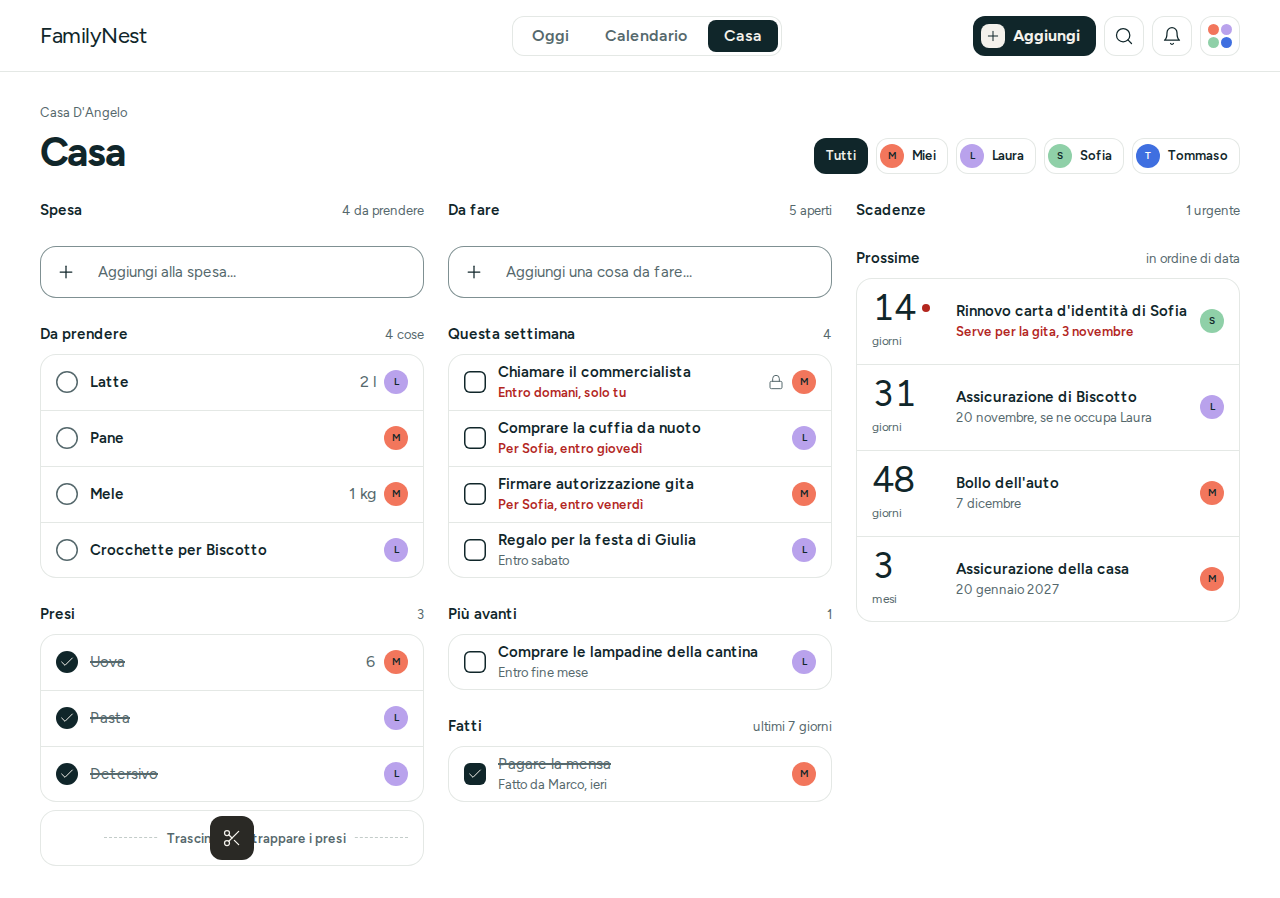 FamilyNest
Oggi
Calendario
Casa
Aggiungi
Casa D'Angelo
Casa
Tutti
M Miei
L Laura
S Sofia
T Tommaso
Spesa
4 da prendere
Aggiungi alla spesa...
Da prendere
4 cose
Latte
2 l
L
Pane
M
Mele
1 kg
M
Crocchette per Biscotto
L
Presi
3
Uova
6
M
Pasta
L
Detersivo
L
trappare i presi
Da fare
5 aperti
Aggiungi una cosa da fare...
Questa settimana
4
Chiamare il commercialista
Entro domani, solo tu
M
Comprare la cuffia da nuoto
Per Sofia, entro giovedì
L
Firmare autorizzazione gita
Per Sofia, entro venerdì
M
Regalo per la festa di Giulia
Entro sabato
L
Più avanti
1
Comprare le lampadine della cantina
Entro fine mese
L
Fatti
ultimi 7 giorni
Pagare la mensa
Fatto da Marco, ieri
M
Scadenze
1 urgente
Prossime
in ordine di data
14
giorni
Rinnovo carta d'identità di Sofia
Serve per la gita, 3 novembre
S
31
giorni
Assicurazione di Biscotto
20 novembre, se ne occupa Laura
L
48
giorni
Bollo dell'auto
7 dicembre
M
3
mesi
Assicurazione della casa
20 gennaio 2027
M